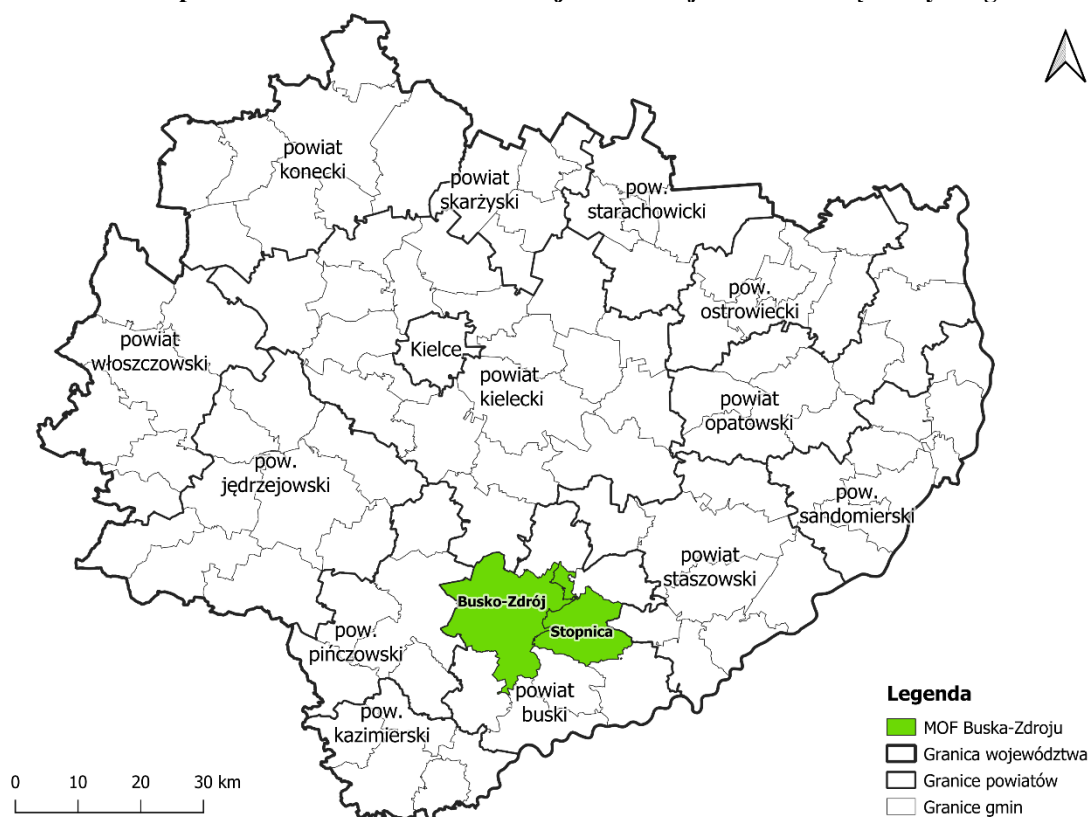 powiat
konecki
powiat
skarżyski
pow.
starachowicki
pow.
ostrowiecki
powiat
włoszczowski
Kielce
powiat
kielecki
powiat
opatowski
pow.
jędrzejowski
pow.
sandomierski
powiat
staszowski
Busko-Zdrój
Stopnica
pow.
pińczowski
powiat
buski
pow.
kazimierski
Legenda
MOF Buska-Zdroju
Granica województwa
Granice powiatów
Granice gmin
0 10 20 30 km